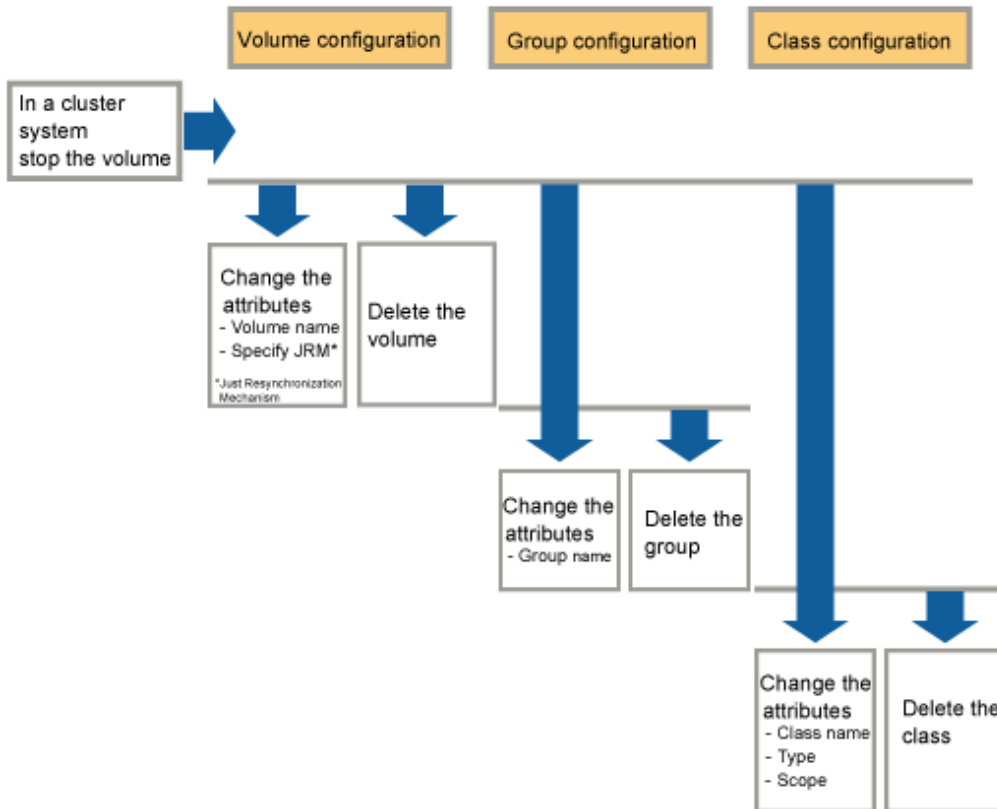 Volume configuration
Group configuration
Class configuration
In a cluster
system
stop the volume
Change the
attributes
- Volume name
- Specify JRM*
*Just Resynchronization
Mechanism
Delete the
volume
Change the
attributes
- Group name
Delete the
group
Change the
attributes
- Class name
- Type
- Scope
Delete the
class